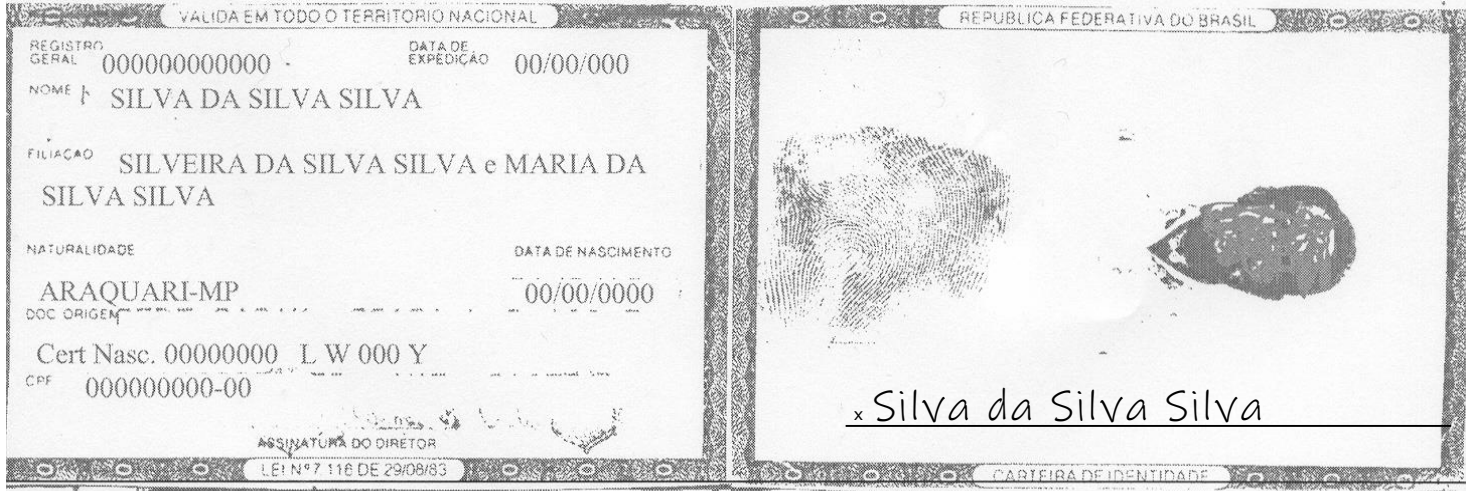 VALIDA EM TODO O TERRITORIO NACIONAL
REGISTRO GERAL 000000000000
DATA DE EXPEDIÇÃO 00/00/000
NOME SILVA DA SILVA SILVA
FILIAÇÃO SILVEIRA DA SILVA SILVA e MARIA DA
SILVA SILVA
NATURALIDADE DATA DE NASCIMENTO
ARAQUARI-MP 00/00/0000
DOC ORIGEM
Cert Nasc. 00000000 L W 000 Y
CPF 000000000-00
ASSINATURA DO DIRETOR
LEI Nº 7.116 DE 29/08/83
REPUBLICA FEDERATIVA DO BRASIL
x Silva da Silva Silva
CARTEIRA DE IDENTIDADE